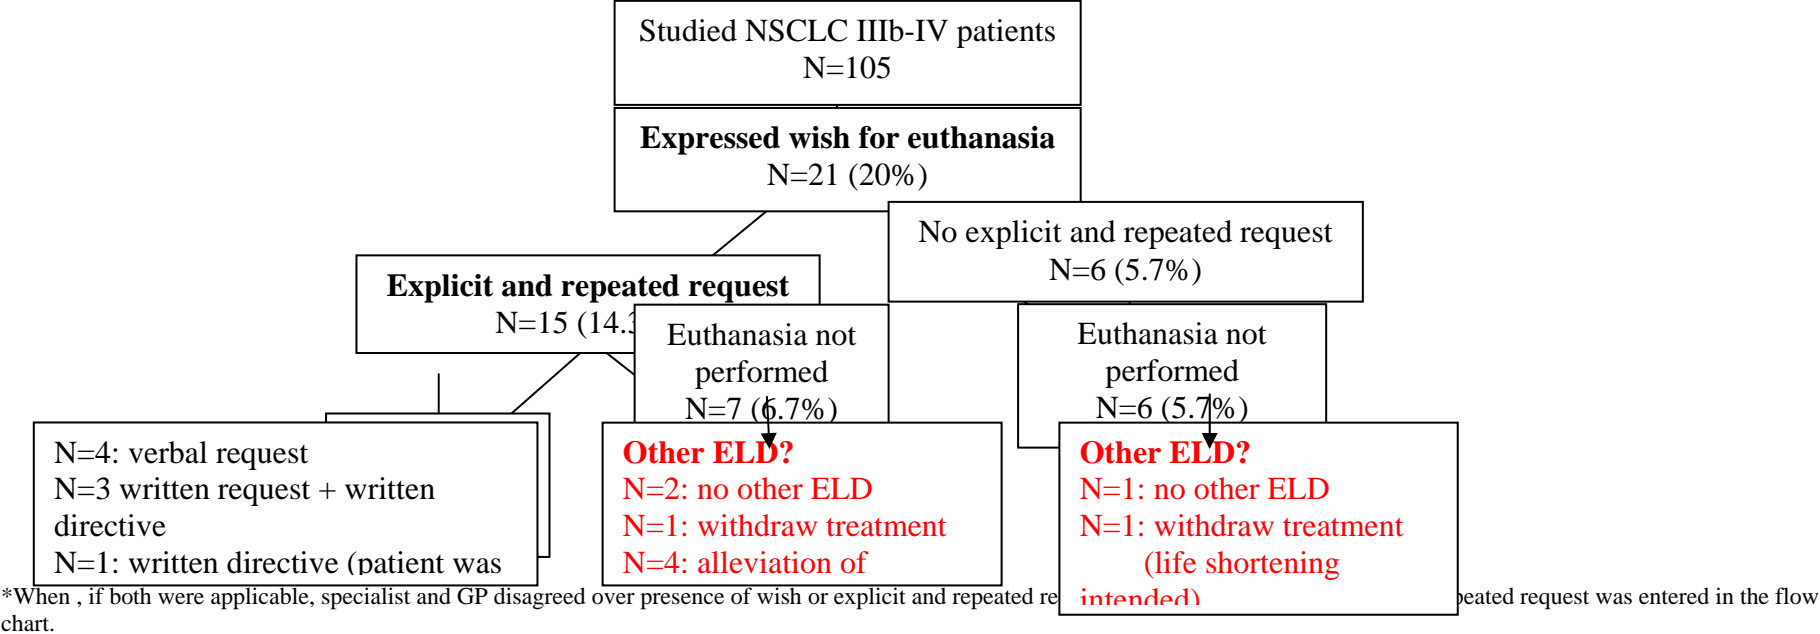 Studied NSCLC IIIb-IV patients
N=105
Expressed wish for euthanasia
N=21 (20%)
No explicit and repeated request
N=6 (5.7%)
Explicit and repeated request
N=15 (14.3
Euthanasia not
performed
N=7 (6.7%)
Euthanasia not
performed
N=6 (5.7%)
N=4: verbal request
N=3 written request + written
directive
N=1: written directive (patient was
Other ELD?
N=2: no other ELD
N=1: withdraw treatment
N=4: alleviation of
Other ELD?
N=1: no other ELD
N=1: withdraw treatment
(life shortening
intended)
*When , if both were applicable, specialist and GP disagreed over presence of wish or explicit and repeated re peated request was entered in the flow
chart.